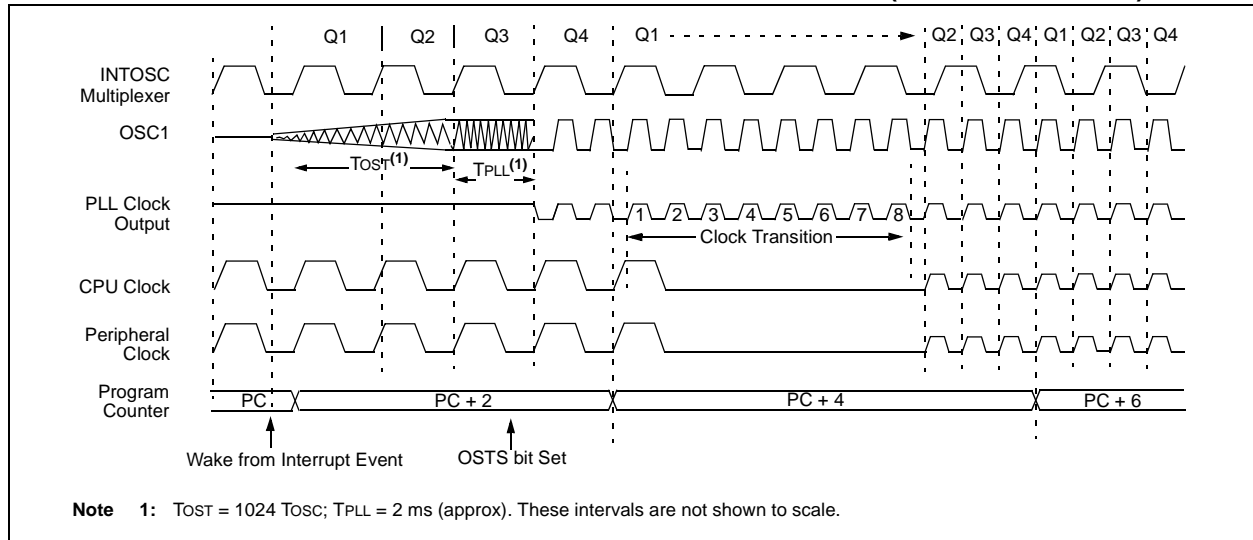 Q1 Q2 Q3 Q4 Q1 Q2 Q3 Q4 Q1 Q2 Q3 Q4
INTOSC
Multiplexer
OSC1
TOST(1)
TPLL(1)
PLL Clock
Output
1 2 3 4 5 6 7 8
Clock Transition
CPU Clock
Peripheral
Clock
Program
Counter
PC PC + 2 PC + 4 PC + 6
Wake from Interrupt Event OSTS bit Set
Note 1: TOST = 1024 TOSC; TPLL = 2 ms (approx). These intervals are not shown to scale.